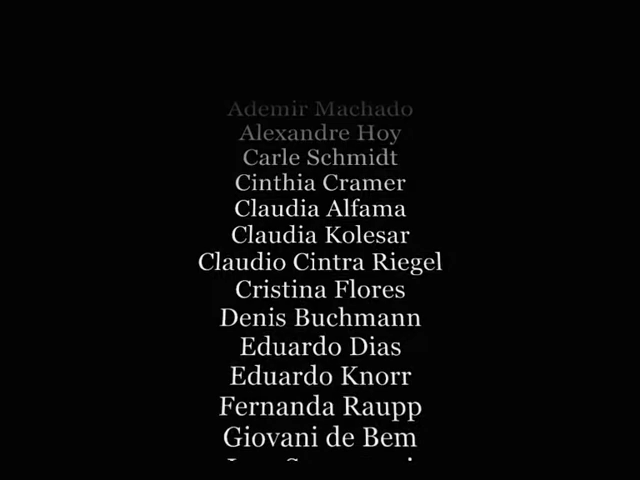 Ademir Machado
Alexandre Hoy
Carle Schmidt
Cinthia Cramer
Claudia Alfama
Claudia Kolesar
Claudio Cintra Riegel
Cristina Flores
Denis Buchmann
Eduardo Dias
Eduardo Knorr
Fernanda Raupp
Giovani de Bem